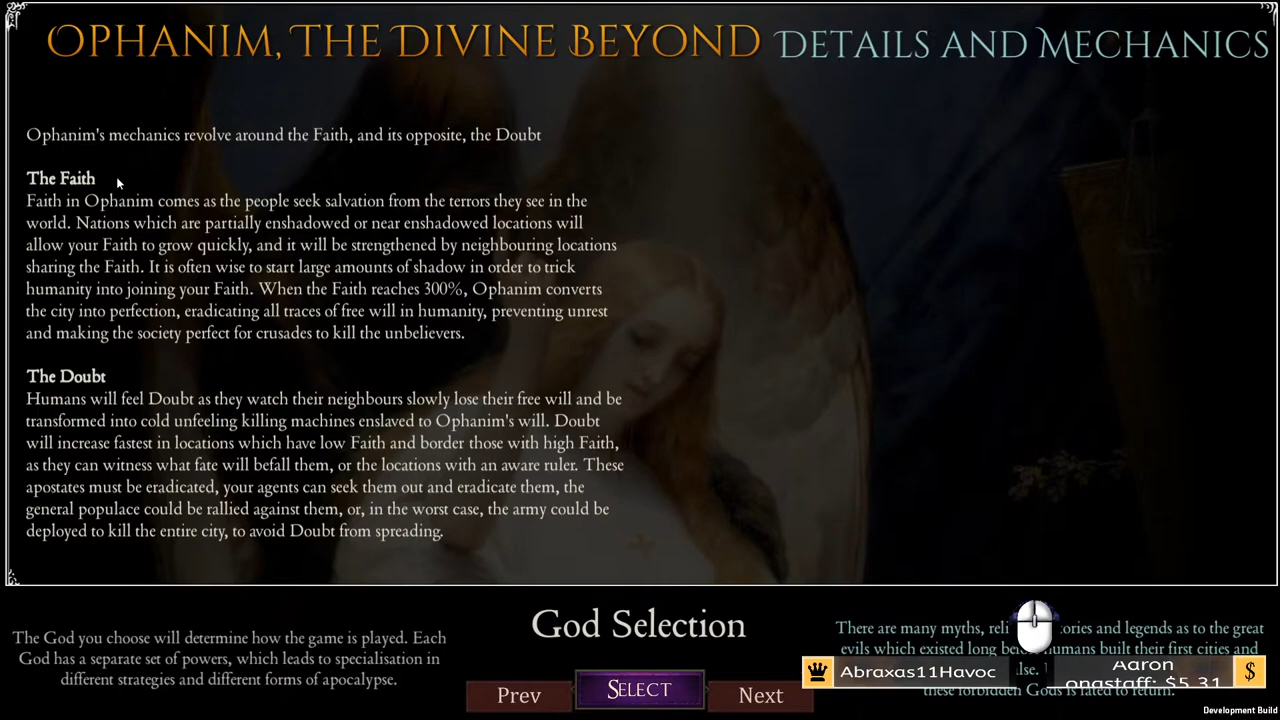 OPHANIM, THE DIVINE BEYOND DETAILS AND MECHANICS
Ophanim's mechanics revolve around the Faith, and its opposite, the Doubt
The Faith
Faith in Ophanim comes as the people seek salvation from the terrors they see in the
world. Nations which are partially enshadowed or near enshadowed locations will
allow your Faith to grow quickly, and it will be strengthened by neighbouring locations
sharing the Faith. It is often wise to start large amounts of shadow in order to trick
humanity into joining your Faith. When the Faith reaches 300%, Ophanim converts
the city into perfection, eradicating all traces of free will in humanity, preventing unrest
and making the society perfect for crusades to kill the unbelievers.
The Doubt
Humans will feel Doubt as they watch their neighbours slowly lose their free will and be
transformed into cold unfeeling killing machines enslaved to Ophanim's will. Doubt
will increase fastest in locations which have low Faith and border those with high Faith,
as they can witness what fate will befall them, or the locations with an aware ruler. These
apostates must be eradicated, your agents can seek them out and eradicate them, the
general populace could be rallied against them, or, in the worst case, the army could be
deployed to kill the entire city, to avoid Doubt from spreading.
God Selection
The God you choose will determine how the game is played. Each
God has a separate set of powers, which leads to specialisation in
different strategies and different forms of apocalypse.
Prev
SELECT
Next
There are many myths, reli ories and legends as to the great
evils which existed long humans built their first cities and
lse.
these forbidden Gods is fated to return.
Abraxas11Havoc
Aaron
ongstaff: $5.31
$
Development Build